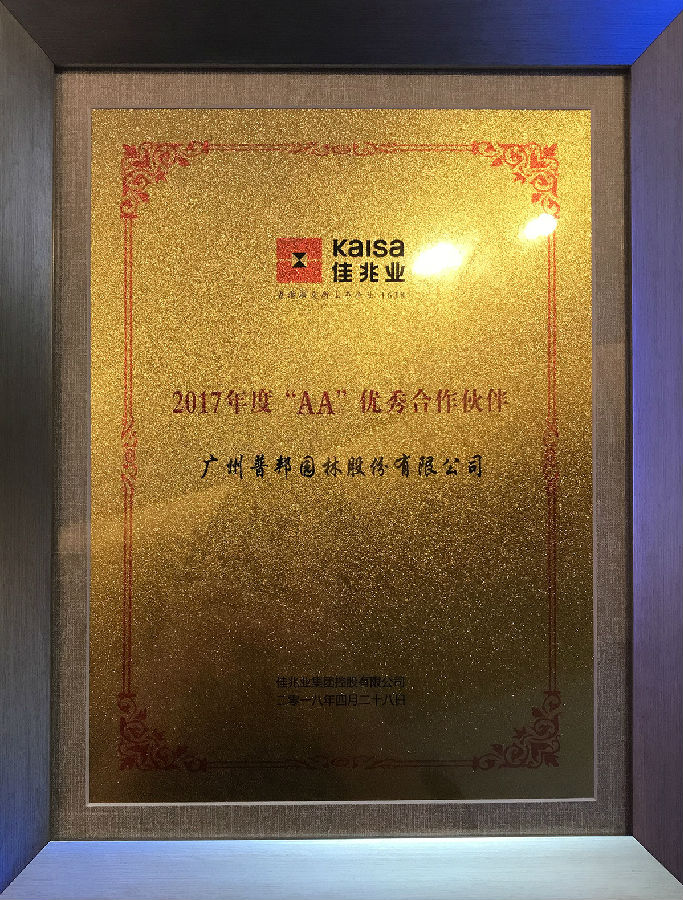 Kaisa
佳兆业
2017年度“AA”优秀合作伙伴
广州普邦园林股份有限公司
佳兆业集团控股有限公司
二零一八年四月二十八日